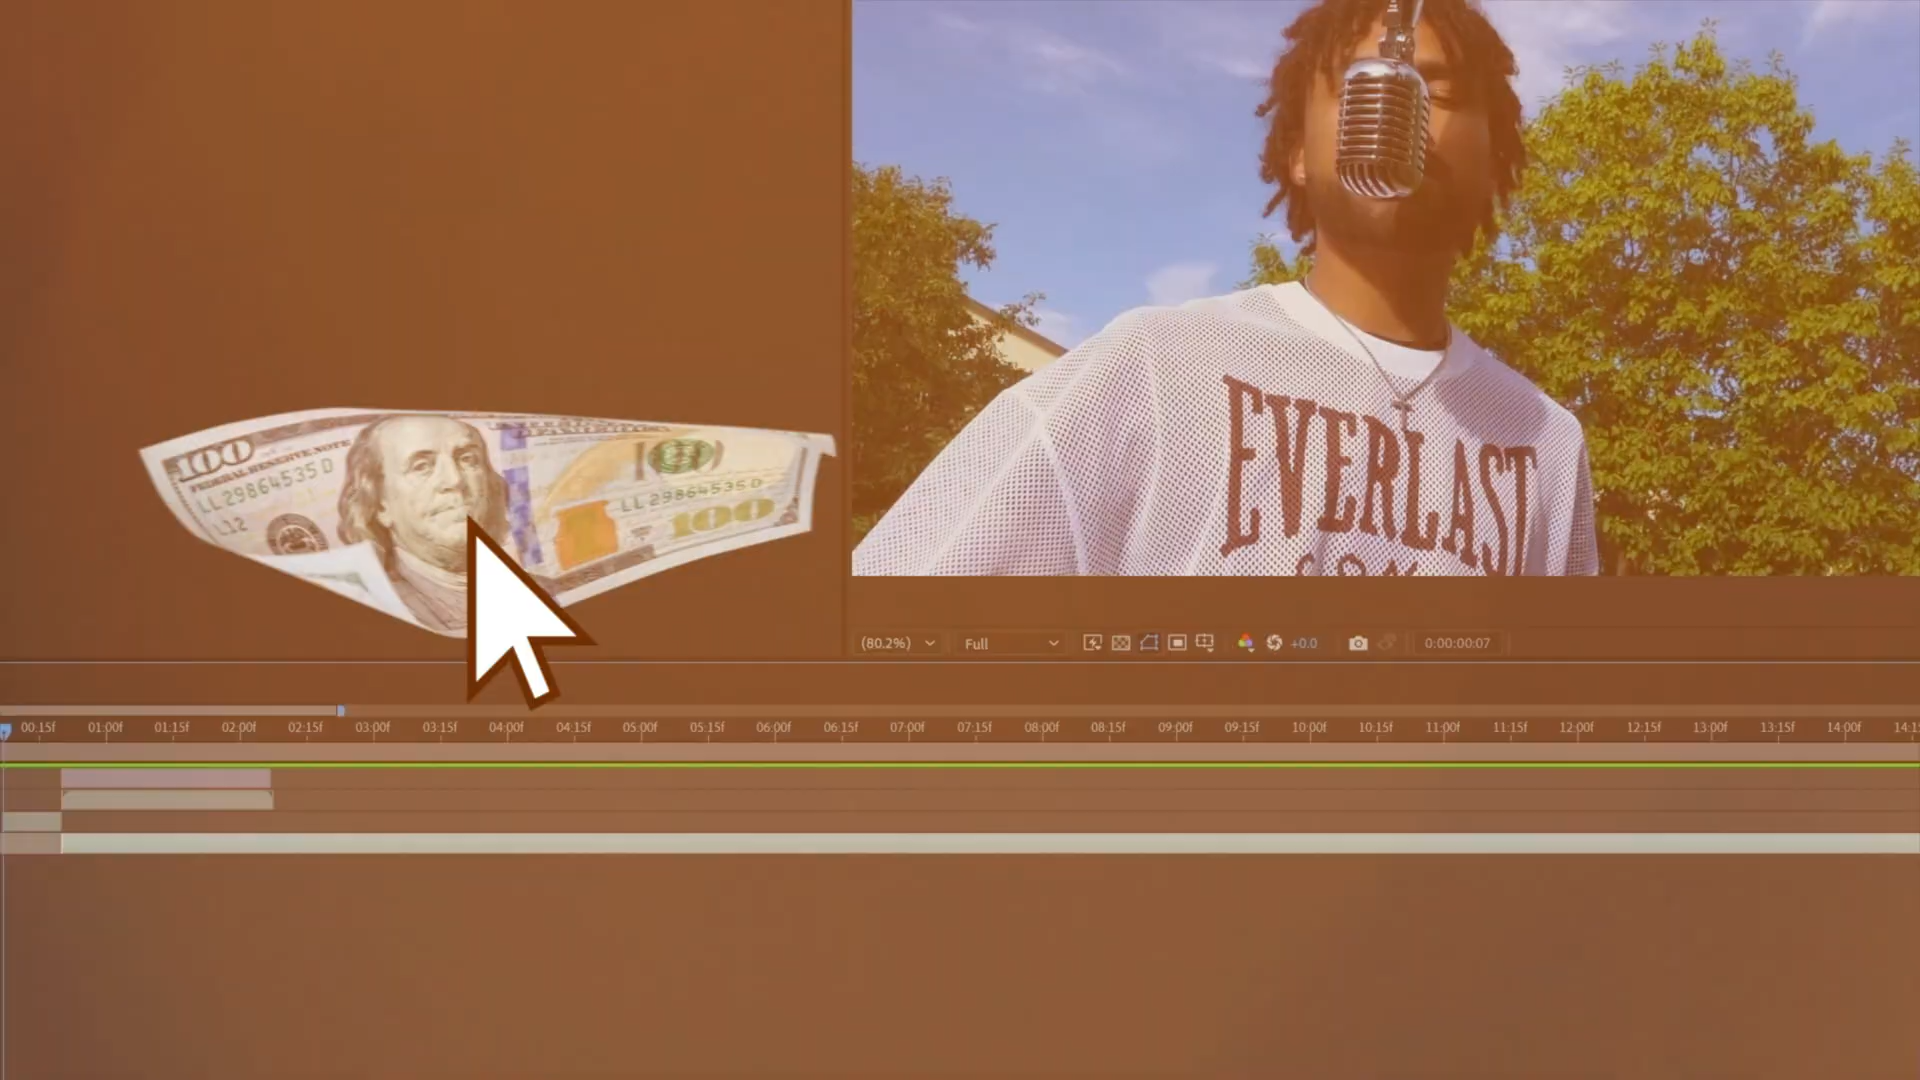 100
FEDERAL RESERVE NOTE
LL 29864535 D
L12
100
LL 29864535 D
100
EVERLAST
(80.2%)
Full
+0.0
0:00:00:07
00:15f 01:00f 01:15f 02:00f 02:15f 03:00f 03:15f 04:00f 04:15f 05:00f 05:15f 06:00f 06:15f 07:00f 07:15f 08:00f 08:15f 09:00f 09:15f 10:00f 10:15f 11:00f 11:15f 12:00f 12:15f 13:00f 13:15f 14:00f